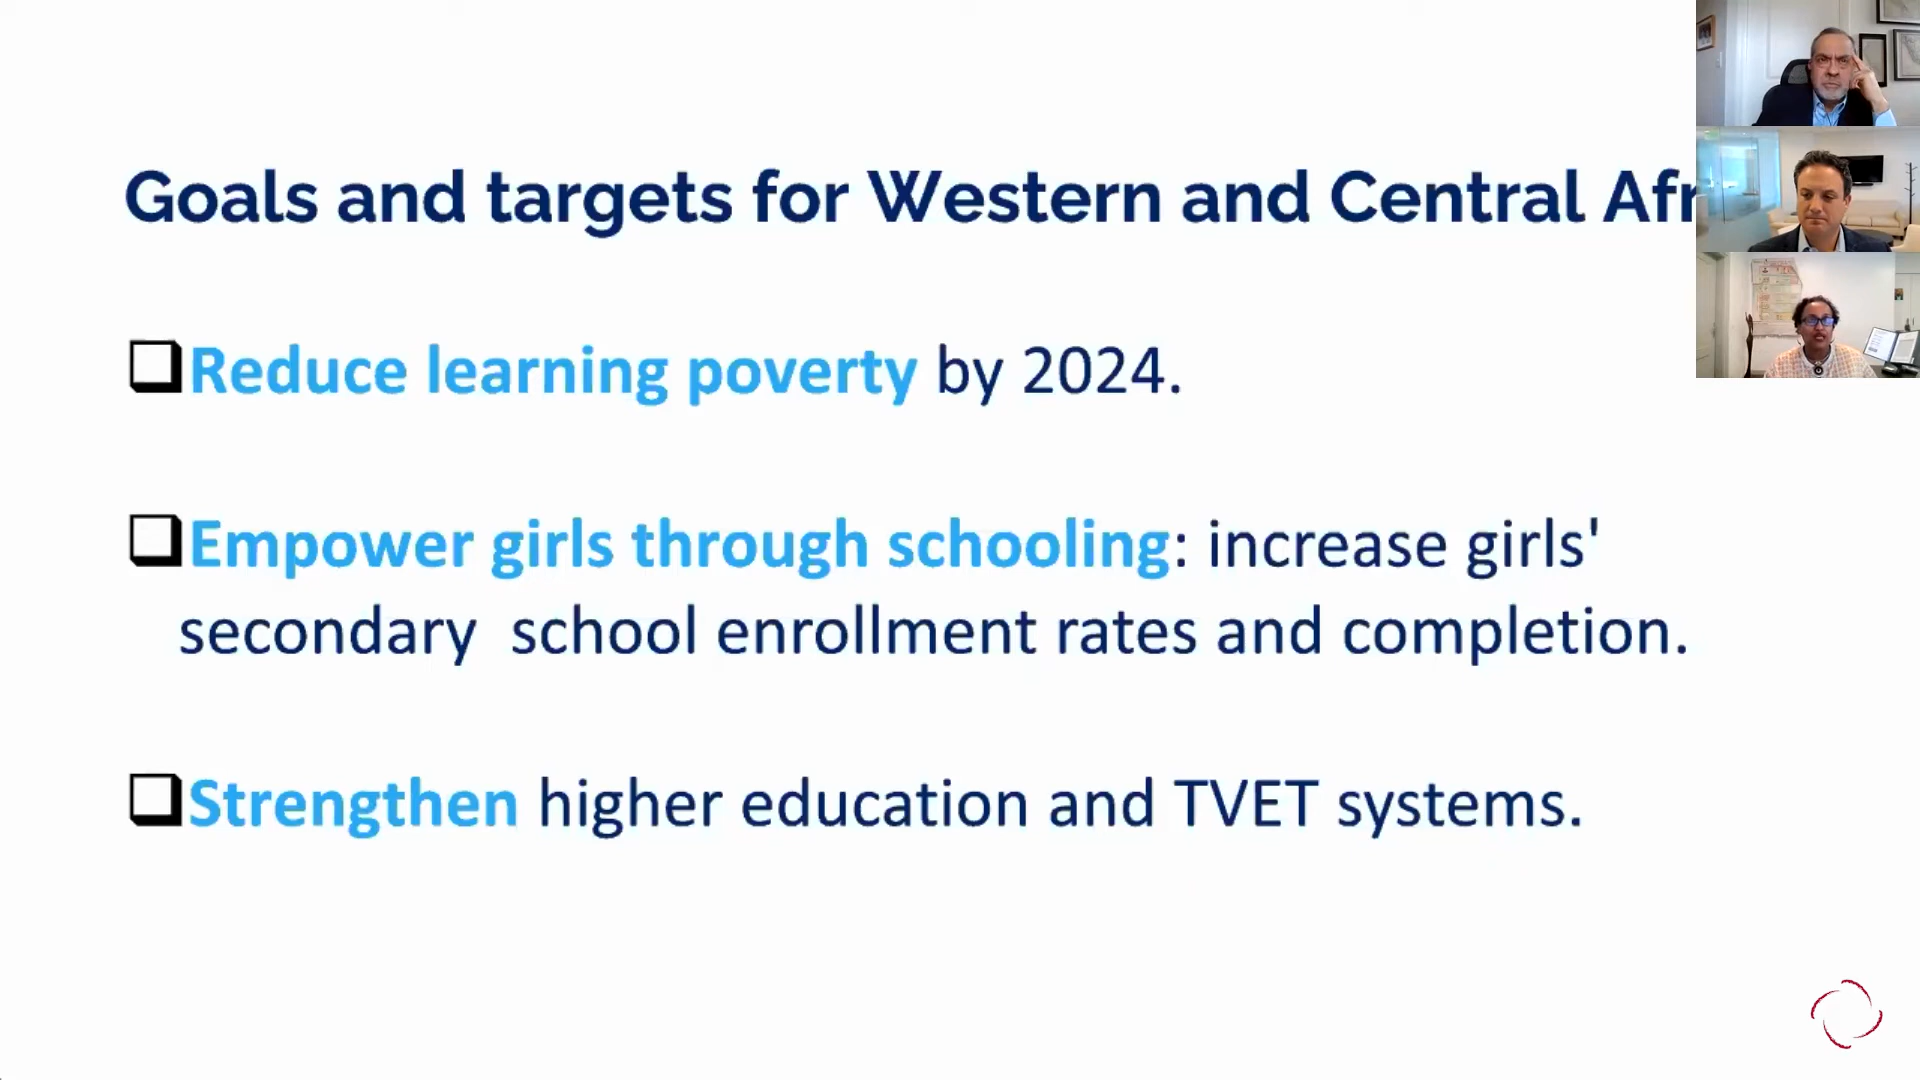 Goals and targets for Western and Central Afr
Reduce learning poverty by 2024.
Empower girls through schooling: increase girls'
secondary  school enrollment rates and completion.
Strengthen higher education and TVET systems.